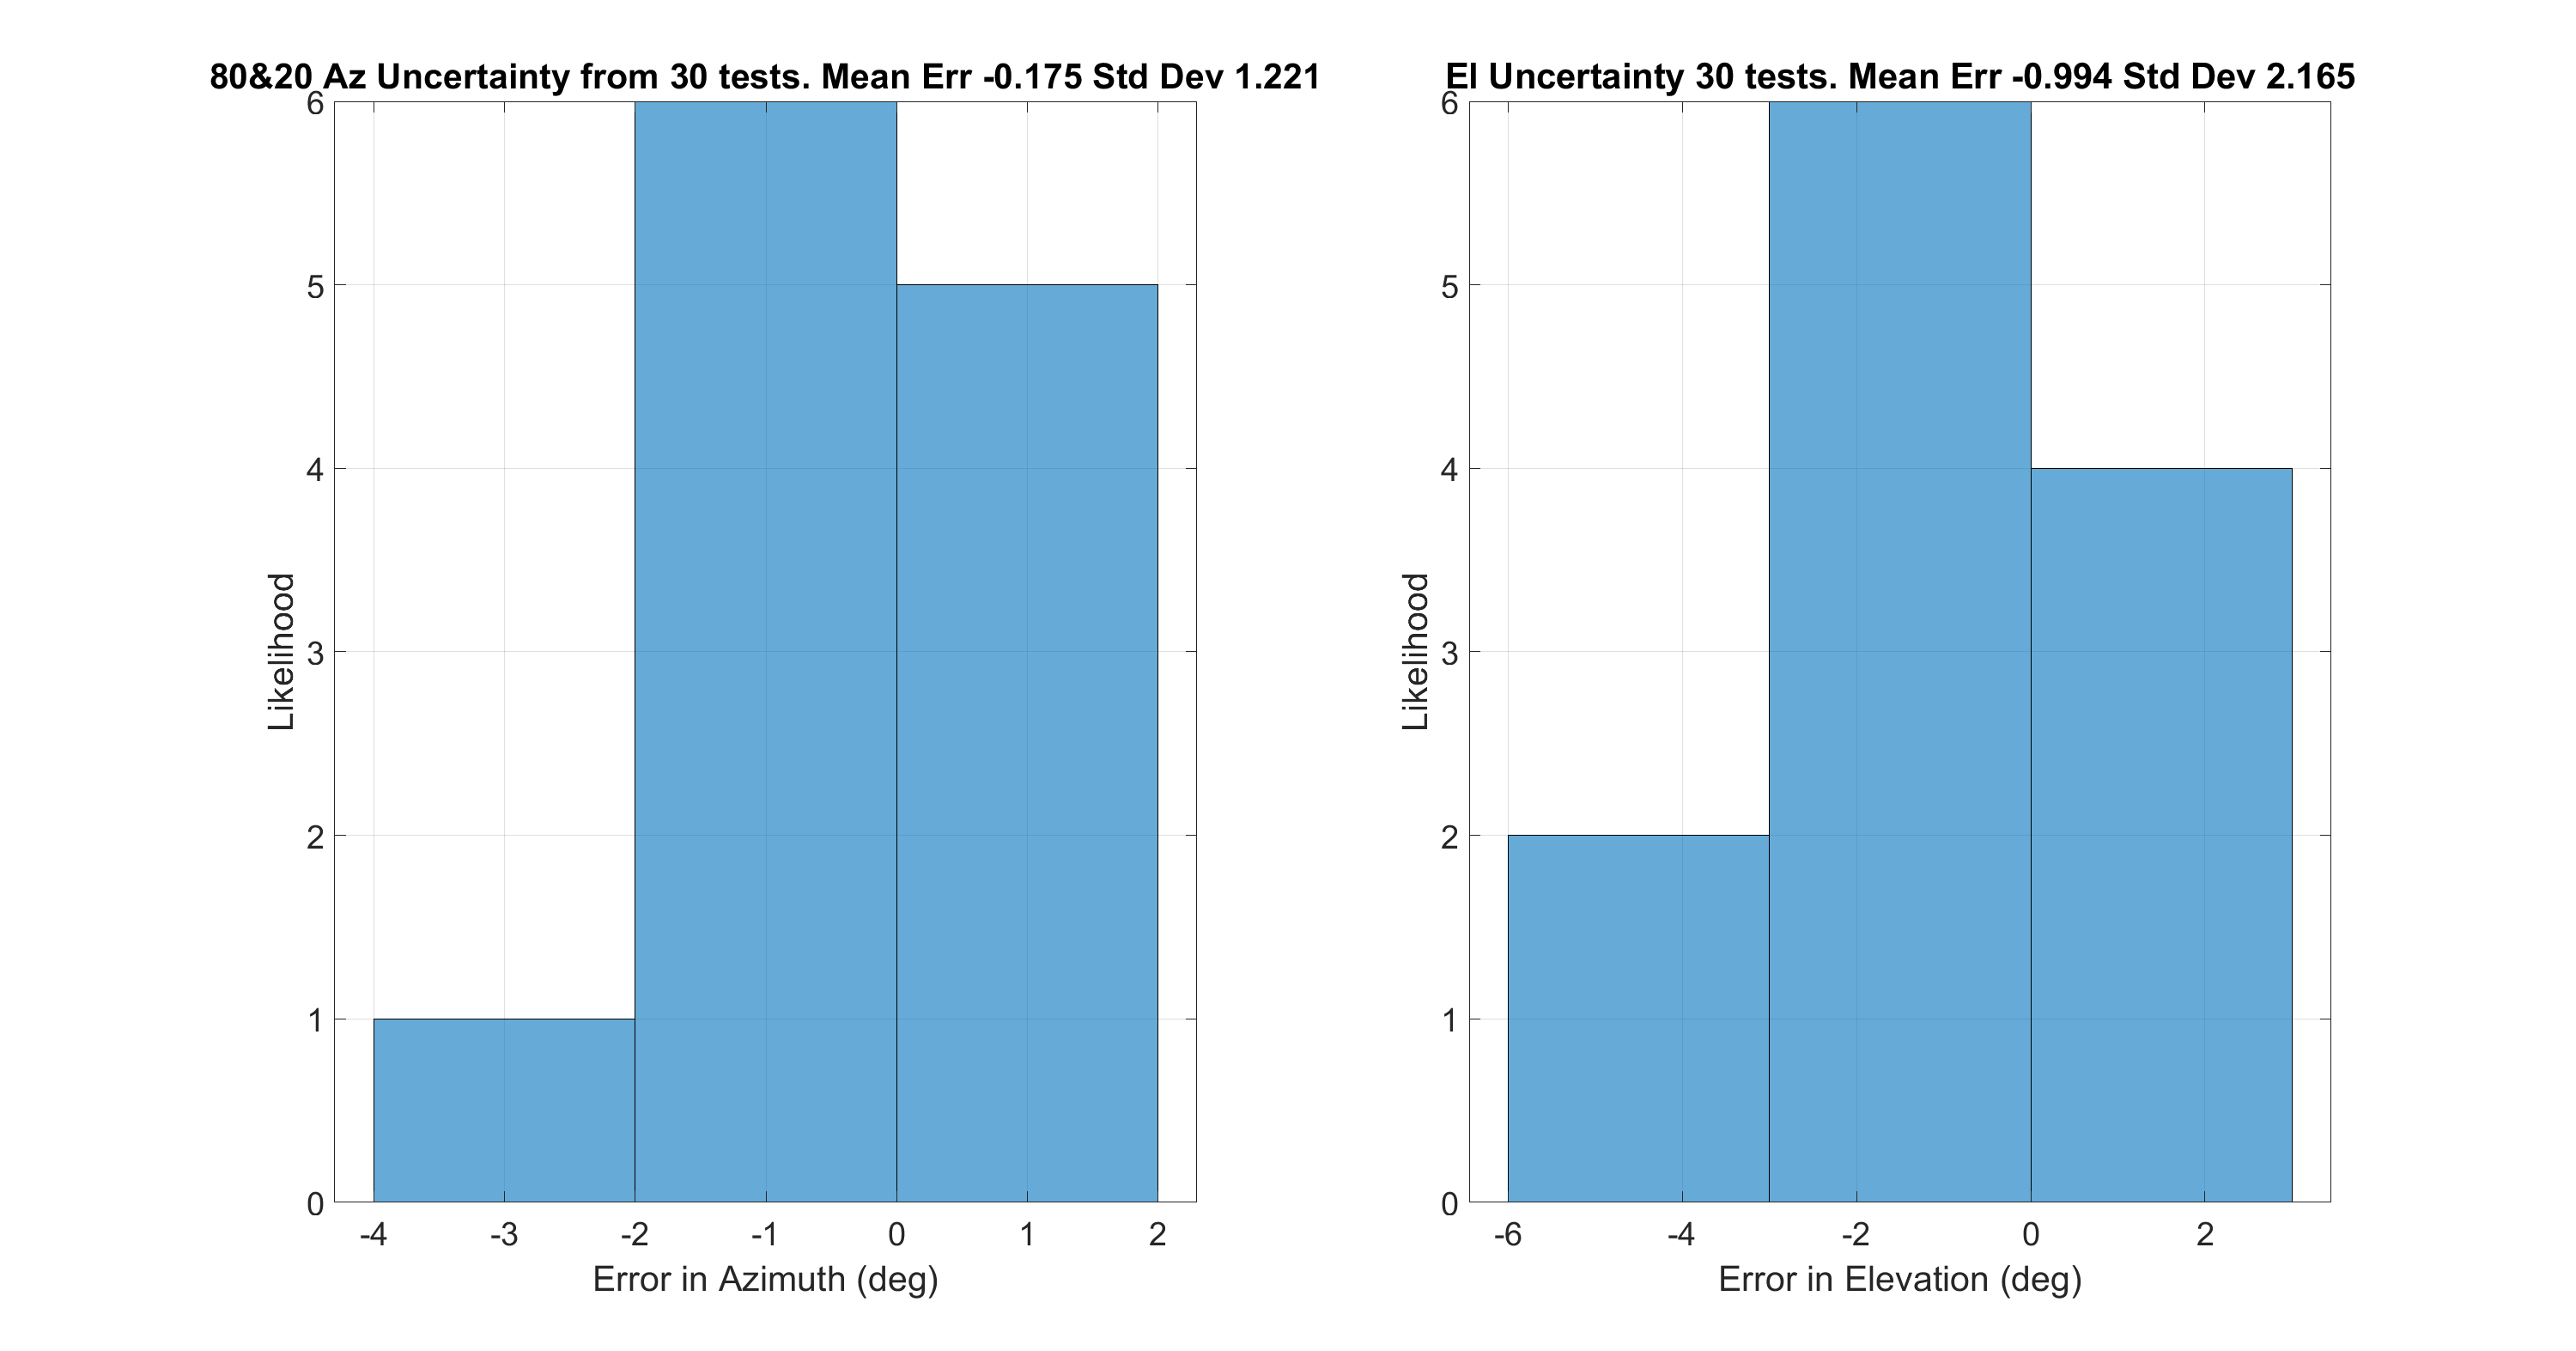 80&20 Az Uncertainty from 30 tests. Mean Err -0.175 Std Dev 1.221
6
5
4
3
2
1
0
Likelihood
-4 -3 -2 -1 0 1 2
Error in Azimuth (deg)
El Uncertainty 30 tests. Mean Err -0.994 Std Dev 2.165
6
5
4
3
2
1
0
Likelihood
-6 -4 -2 0 2
Error in Elevation (deg)